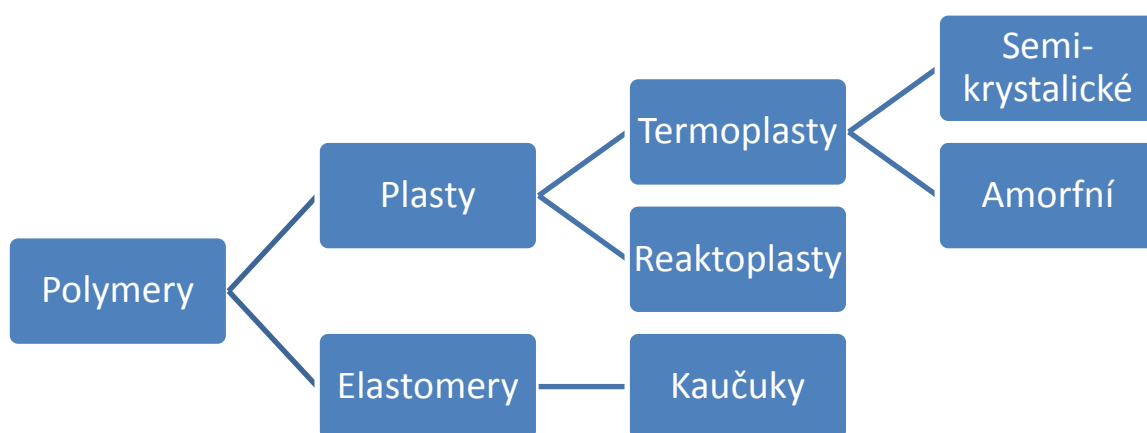 Polymery
Plasty
Elastomery
Termoplasty
Reaktoplasty
Kaučuky
Semi-
krystalické
Amorfní